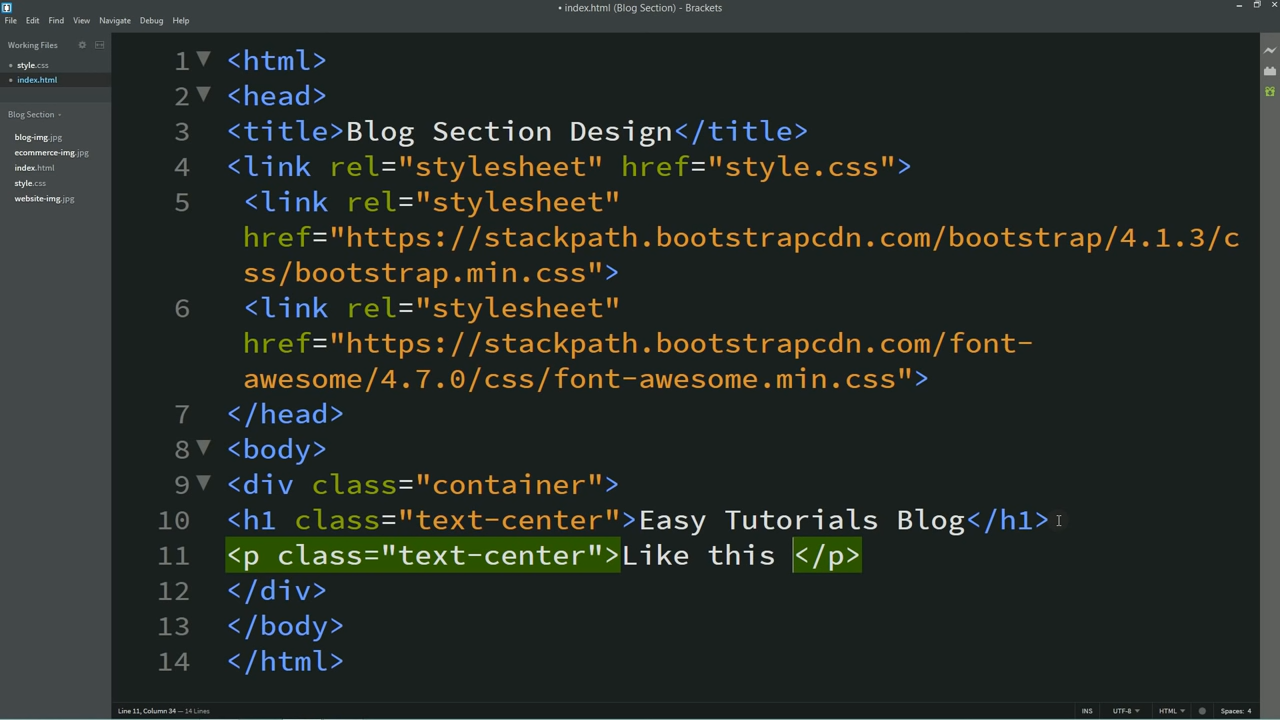 • index.html (Blog Section) - Brackets
File Edit Find View Navigate Debug Help
Working Files
• style.css
• index.html
Blog Section
blog-img.jpg
ecommerce-img.jpg
index.html
style.css
website-img.jpg
1 <html>
2 <head>
3 <title>Blog Section Design</title>
4 <link rel="stylesheet" href="style.css">
5 <link rel="stylesheet"
href="https://stackpath.bootstrapcdn.com/bootstrap/4.1.3/c
ss/bootstrap.min.css">
6 <link rel="stylesheet"
href="https://stackpath.bootstrapcdn.com/font-
awesome/4.7.0/css/font-awesome.min.css">
7 </head>
8 <body>
9 <div class="container">
10 <h1 class="text-center">Easy Tutorials Blog</h1>
11 <p class="text-center">Like this </p>
12 </div>
13 </body>
14 </html>
Line 11, Column 34 — 14 Lines
INS UTF-8 HTML Spaces: 4